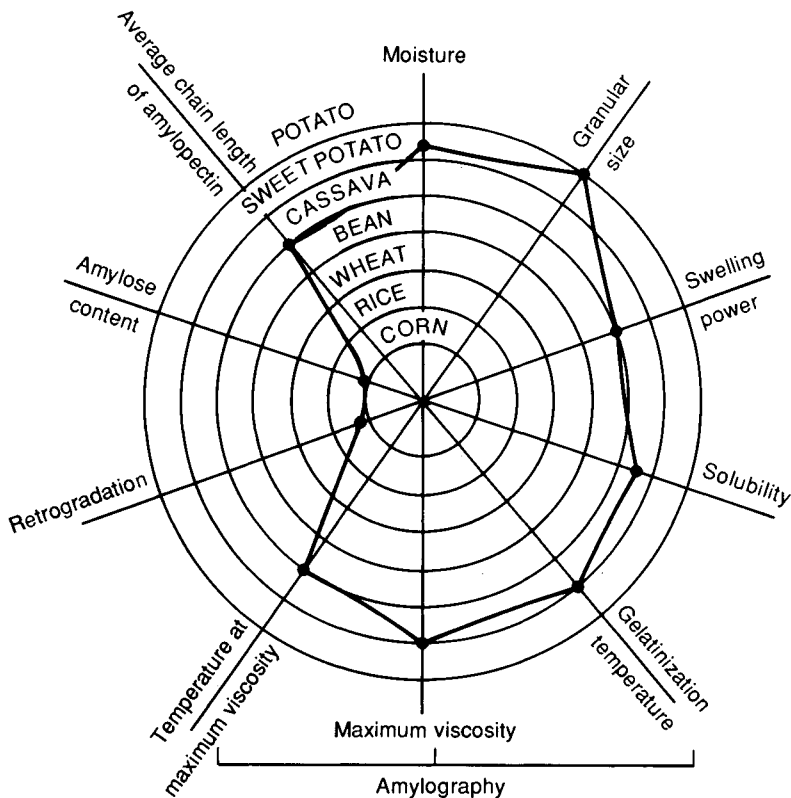 Moisture
Average chain length
of amylopectin
Granular
size
POTATO
SWEET POTATO
CASSAVA
BEAN
WHEAT
RICE
CORN
Amylose
content
Swelling
power
Retrogradation
Solubility
Temperature at
maximum viscosity
Gelatinization
temperature
Maximum viscosity
Amylography